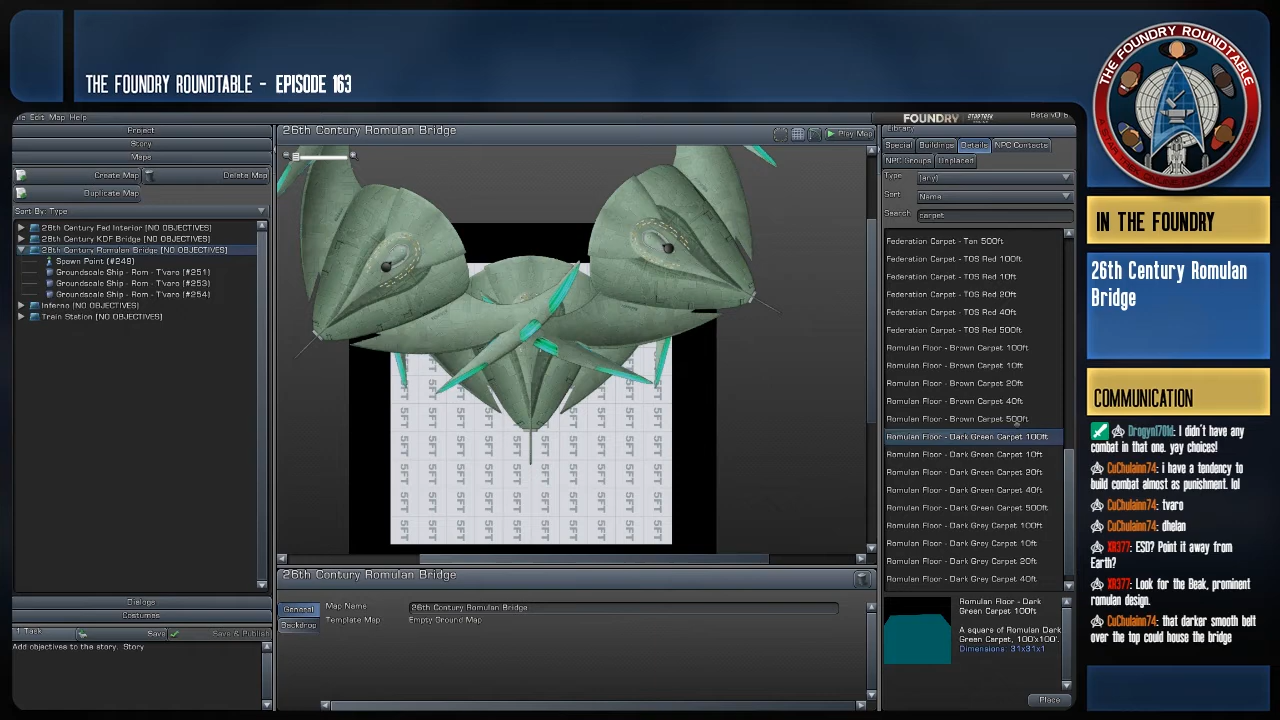 THE FOUNDRY ROUNDTABLE - EPISODE 163
THE FOUNDRY ROUNDTABLE
Edit Map Help
Project
Story
Maps
Create Map
Delete Map
Duplicate Map
Sort By: Type
26th Century Fed Interior [NO OBJECTIVES]
26th Century KDF Bridge [NO OBJECTIVES]
26th Century Romulan Bridge [NO OBJECTIVES]
Spawn Point (#249)
Groundscale Ship - Rom - T'varo (#251)
Groundscale Ship - Rom - T'varo (#253)
Groundscale Ship - Rom - T'varo (#254)
Inferno [NO OBJECTIVES]
Train Station [NO OBJECTIVES]
Dialogs
Costumes
1 Task
Save
Save & Publish
Add objectives to the story. Story
26th Century Romulan Bridge
Play Map
5FT
26th Century Romulan Bridge
General
Backdrop
Map Name
26th Century Romulan Bridge
Template Map
Empty Ground Map
FOUNDRY
Library
Special
Buildings
Details
NPC Contacts
NPC Groups
Unplaced
Type
[any]
Sort
Name
Search
carpet
Federation Carpet - Tan 500ft
Federation Carpet - TOS Red 100ft
Federation Carpet - TOS Red 10ft
Federation Carpet - TOS Red 20ft
Federation Carpet - TOS Red 40ft
Federation Carpet - TOS Red 500ft
Romulan Floor - Brown Carpet 100ft
Romulan Floor - Brown Carpet 10ft
Romulan Floor - Brown Carpet 20ft
Romulan Floor - Brown Carpet 40ft
Romulan Floor - Brown Carpet 500ft
Romulan Floor - Dark Green Carpet 100ft
Romulan Floor - Dark Green Carpet 10ft
Romulan Floor - Dark Green Carpet 20ft
Romulan Floor - Dark Green Carpet 40ft
Romulan Floor - Dark Green Carpet 500ft
Romulan Floor - Dark Grey Carpet 100ft
Romulan Floor - Dark Grey Carpet 10ft
Romulan Floor - Dark Grey Carpet 20ft
Romulan Floor - Dark Grey Carpet 40ft
Romulan Floor - Dark
Green Carpet 100ft
A square of Romulan Dark
Green Carpet, 100'x100'.
Dimensions: 31x31x1
Place
IN THE FOUNDRY
26th Century Romulan
Bridge
COMMUNICATION
Drogyn1701d: I didn't have any
combat in that one. yay choices!
CuChulainn74: i have a tendency to
build combat almost as punishment. lol
CuChulainn74: tvaro
CuChulainn74: dhelan
XR377: ESD? Point it away from
Earth?
XR377: Look for the Beak, prominent
romulan design.
CuChulainn74: that darker smooth belt
over the top could house the bridge